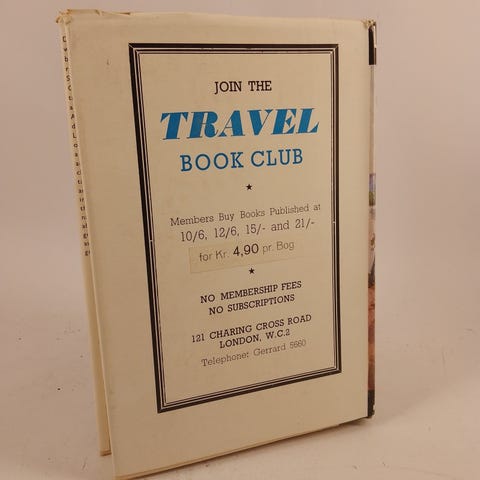 JOIN THE
TRAVEL
BOOK CLUB
Members Buy Books Published at
10/6, 12/6, 15/- and 21/-
for Kr. 4,90 pr. Bog
NO MEMBERSHIP FEES
NO SUBSCRIPTIONS
121 CHARING CROSS ROAD
LONDON, W.C.2
Telephone: Gerrard 5660